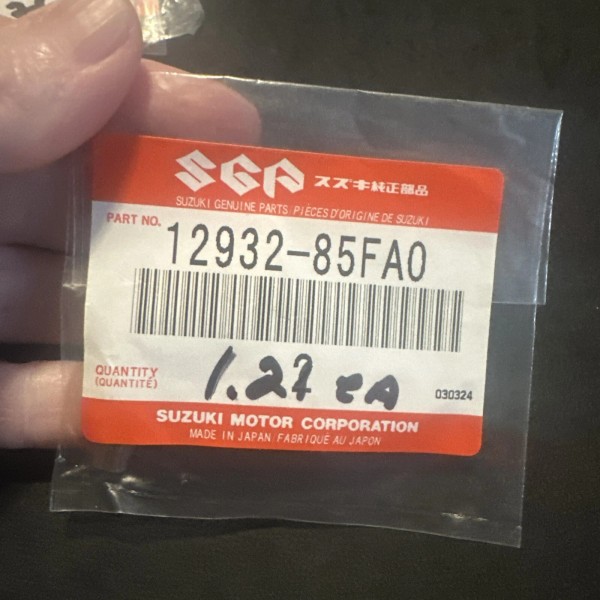 SGP スズキ純正部品
SUZUKI GENUINE PARTS/PIÈCES D'ORIGINE DE SUZUKI
PART NO. 12932-85FA0
QUANTITY
(QUANTITÉ)
1.27 eA
030324
SUZUKI MOTOR CORPORATION
MADE IN JAPAN/FABRIQUÉ AU JAPON